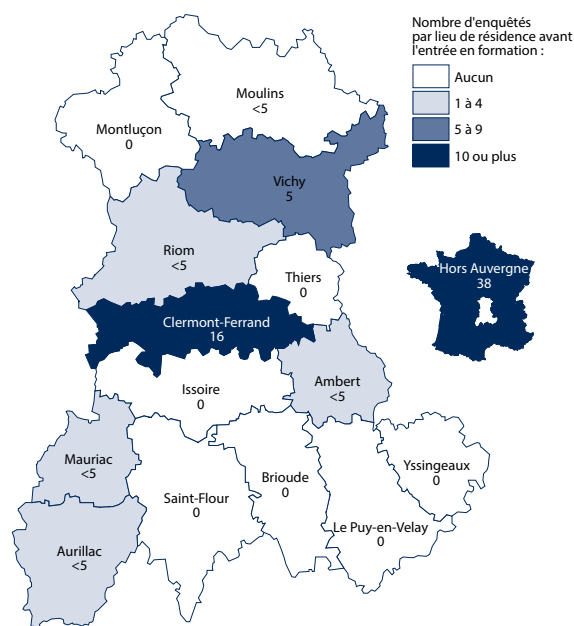 Nombre d'enquêtés
par lieu de résidence avant
l'entrée en formation :
Aucun
1 à 4
5 à 9
10 ou plus
Moulins
<5
Montluçon
0
Vichy
5
Riom
<5
Thiers
0
Hors Auvergne
38
Clermont-Ferrand
16
Issoire
0
Ambert
<5
Mauriac
<5
Saint-Flour
0
Brioude
0
Yssingeaux
0
Le Puy-en-Velay
0
Aurillac
<5